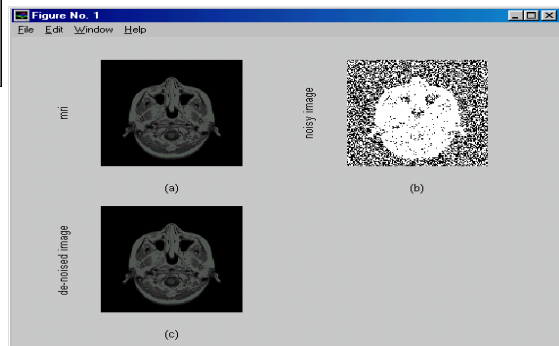 Figure No. 1
File Edit Window Help
mri
(a)
noisy image
(b)
de-noised image
(c)